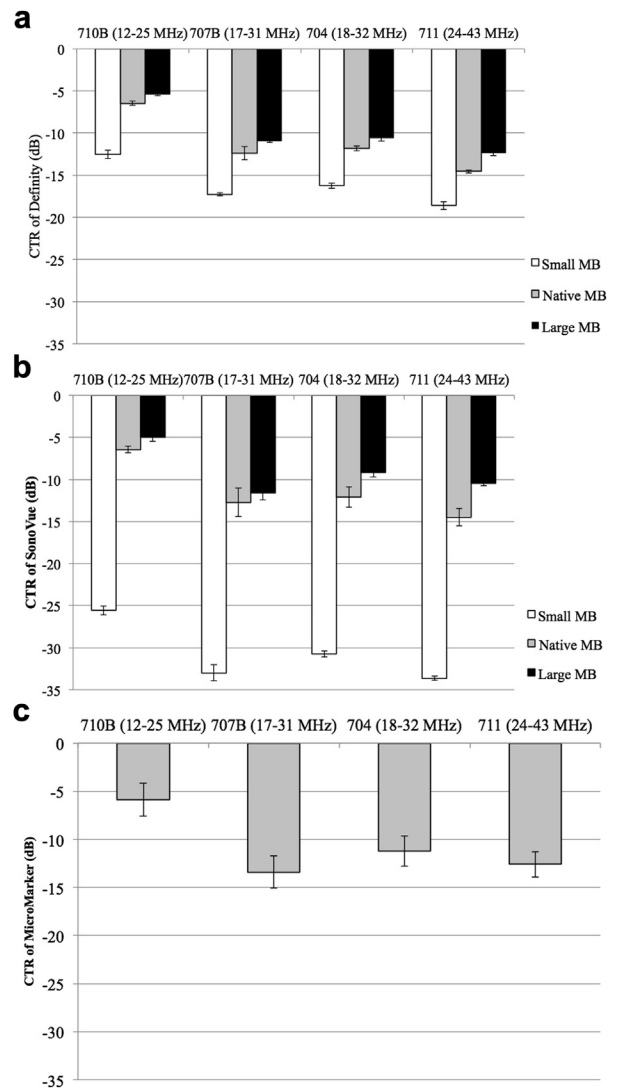 a
710B (12-25 MHz) 707B (17-31 MHz) 704 (18-32 MHz) 711 (24-43 MHz)
0
-5
-10
-15
-20
-25
-30
-35
CTR of Definity (dB)
Small MB
Native MB
Large MB
b
710B (12-25 MHz) 707B (17-31 MHz) 704 (18-32 MHz) 711 (24-43 MHz)
0
-5
-10
-15
-20
-25
-30
-35
CTR of SonoVue (dB)
Small MB
Native MB
Large MB
c
710B (12-25 MHz) 707B (17-31 MHz) 704 (18-32 MHz) 711 (24-43 MHz)
0
-5
-10
-15
-20
-25
-30
-35
CTR of MicroMarker (dB)